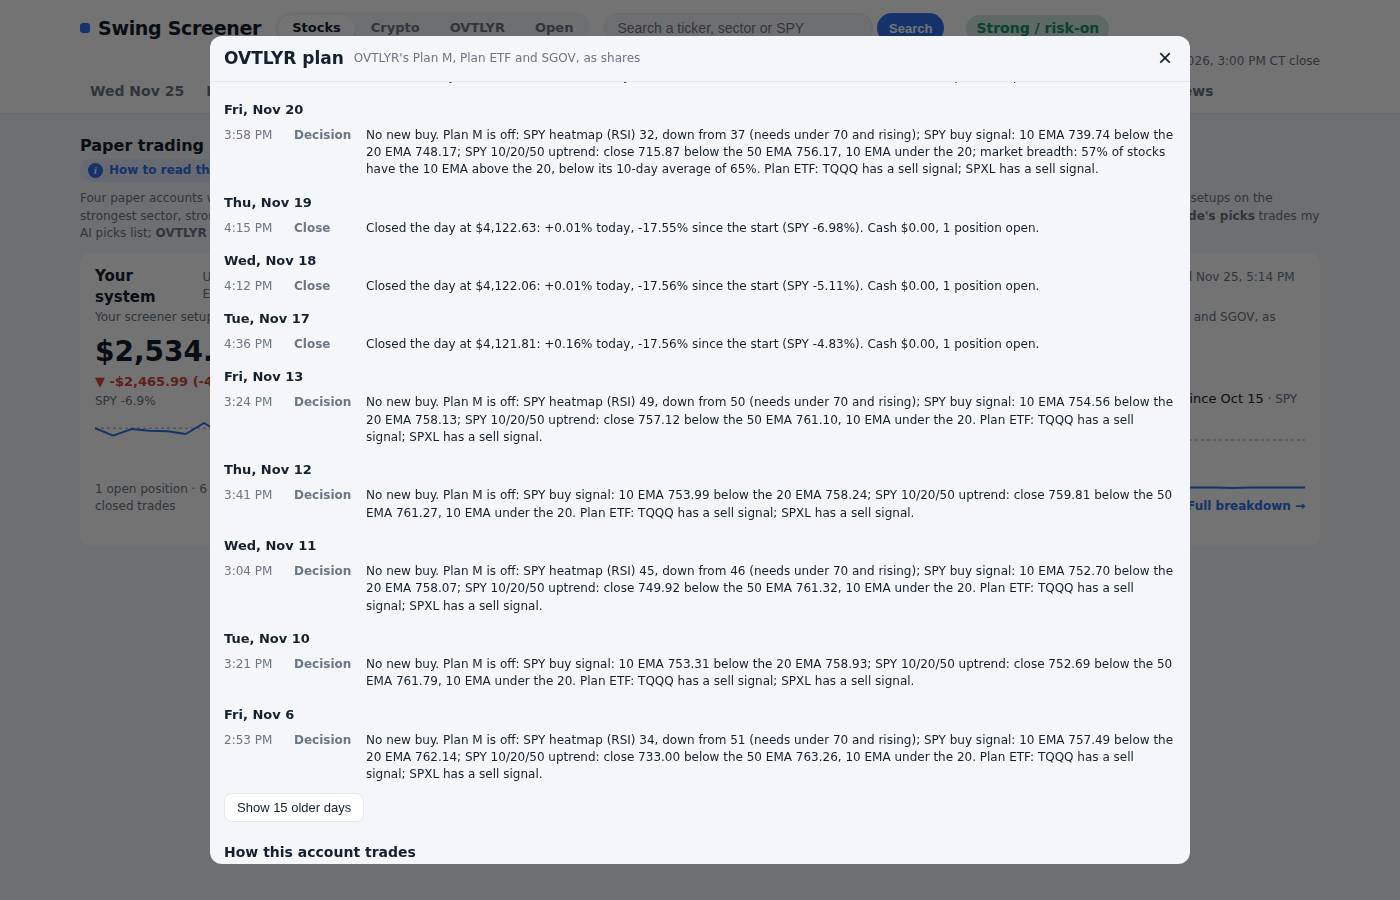 Swing Screener
Stocks Crypto OVTLYR Open
Search a ticker, sector or SPY
Search
Strong / risk-on
OVTLYR plan OVTLYR's Plan M, Plan ETF and SGOV, as shares ×
026, 3:00 PM CT close
Wed Nov 25
ews
Paper trading
How to read th
Four paper accounts
setups on the
strongest sector, stron
de's picks trades my
AI picks list; OVTLYR
Your system
Nov 25, 5:14 PM
Your screener setup
and SGOV, as
$2,534.
▼ -$2,465.99 (-4
SPY -6.9%
ince Oct 15 · SPY
1 open position · 6
closed trades
Full breakdown →
Fri, Nov 20
3:58 PM Decision No new buy. Plan M is off: SPY heatmap (RSI) 32, down from 37 (needs under 70 and rising); SPY buy signal: 10 EMA 739.74 below the
20 EMA 748.17; SPY 10/20/50 uptrend: close 715.87 below the 50 EMA 756.17, 10 EMA under the 20; market breadth: 57% of stocks
have the 10 EMA above the 20, below its 10-day average of 65%. Plan ETF: TQQQ has a sell signal; SPXL has a sell signal.
Thu, Nov 19
4:15 PM Close Closed the day at $4,122.63: +0.01% today, -17.55% since the start (SPY -6.98%). Cash $0.00, 1 position open.
Wed, Nov 18
4:12 PM Close Closed the day at $4,122.06: +0.01% today, -17.56% since the start (SPY -5.11%). Cash $0.00, 1 position open.
Tue, Nov 17
4:36 PM Close Closed the day at $4,121.81: +0.16% today, -17.56% since the start (SPY -4.83%). Cash $0.00, 1 position open.
Fri, Nov 13
3:24 PM Decision No new buy. Plan M is off: SPY heatmap (RSI) 49, down from 50 (needs under 70 and rising); SPY buy signal: 10 EMA 754.56 below the
20 EMA 758.13; SPY 10/20/50 uptrend: close 757.12 below the 50 EMA 761.10, 10 EMA under the 20. Plan ETF: TQQQ has a sell
signal; SPXL has a sell signal.
Thu, Nov 12
3:41 PM Decision No new buy. Plan M is off: SPY buy signal: 10 EMA 753.99 below the 20 EMA 758.24; SPY 10/20/50 uptrend: close 759.81 below the 50
EMA 761.27, 10 EMA under the 20. Plan ETF: TQQQ has a sell signal; SPXL has a sell signal.
Wed, Nov 11
3:04 PM Decision No new buy. Plan M is off: SPY heatmap (RSI) 45, down from 46 (needs under 70 and rising); SPY buy signal: 10 EMA 752.70 below the
20 EMA 758.07; SPY 10/20/50 uptrend: close 749.92 below the 50 EMA 761.32, 10 EMA under the 20. Plan ETF: TQQQ has a sell
signal; SPXL has a sell signal.
Tue, Nov 10
3:21 PM Decision No new buy. Plan M is off: SPY buy signal: 10 EMA 753.31 below the 20 EMA 758.93; SPY 10/20/50 uptrend: close 752.69 below the 50
EMA 761.79, 10 EMA under the 20. Plan ETF: TQQQ has a sell signal; SPXL has a sell signal.
Fri, Nov 6
2:53 PM Decision No new buy. Plan M is off: SPY heatmap (RSI) 34, down from 51 (needs under 70 and rising); SPY buy signal: 10 EMA 757.49 below the
20 EMA 762.14; SPY 10/20/50 uptrend: close 733.00 below the 50 EMA 763.26, 10 EMA under the 20. Plan ETF: TQQQ has a sell
signal; SPXL has a sell signal.
Show 15 older days
How this account trades